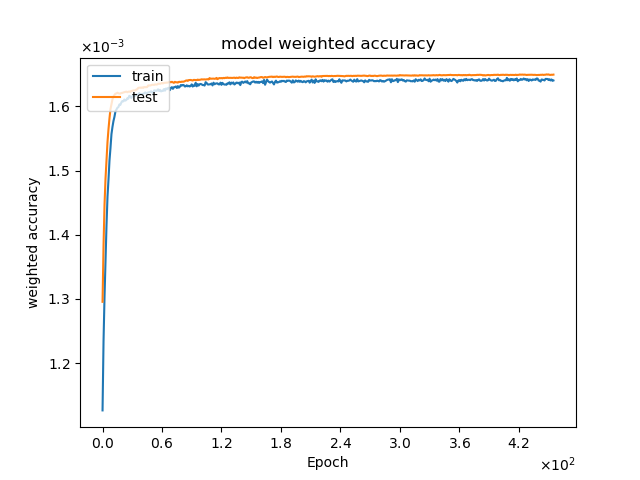 model weighted accuracy
×10⁻³
train
test
1.6
1.5
1.4
1.3
1.2
weighted accuracy
0.0 0.6 1.2 1.8 2.4 3.0 3.6 4.2
Epoch
×10²